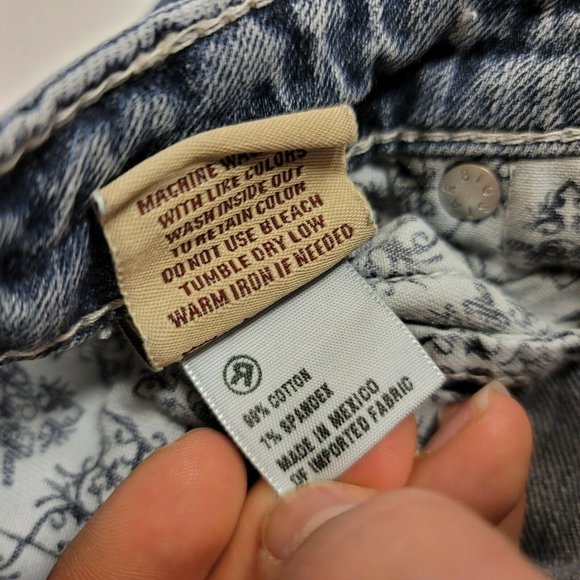 MACHINE
WITH LIKE COLORS
WASH INSIDE OUT
TO RETAIN COLOR
DO NOT USE BLEACH
TUMBLE DRY LOW
WARM IRON IF NEEDED
R
99% COTTON
1% SPANDEX
MADE IN MEXICO
OF IMPORTED FABRIC